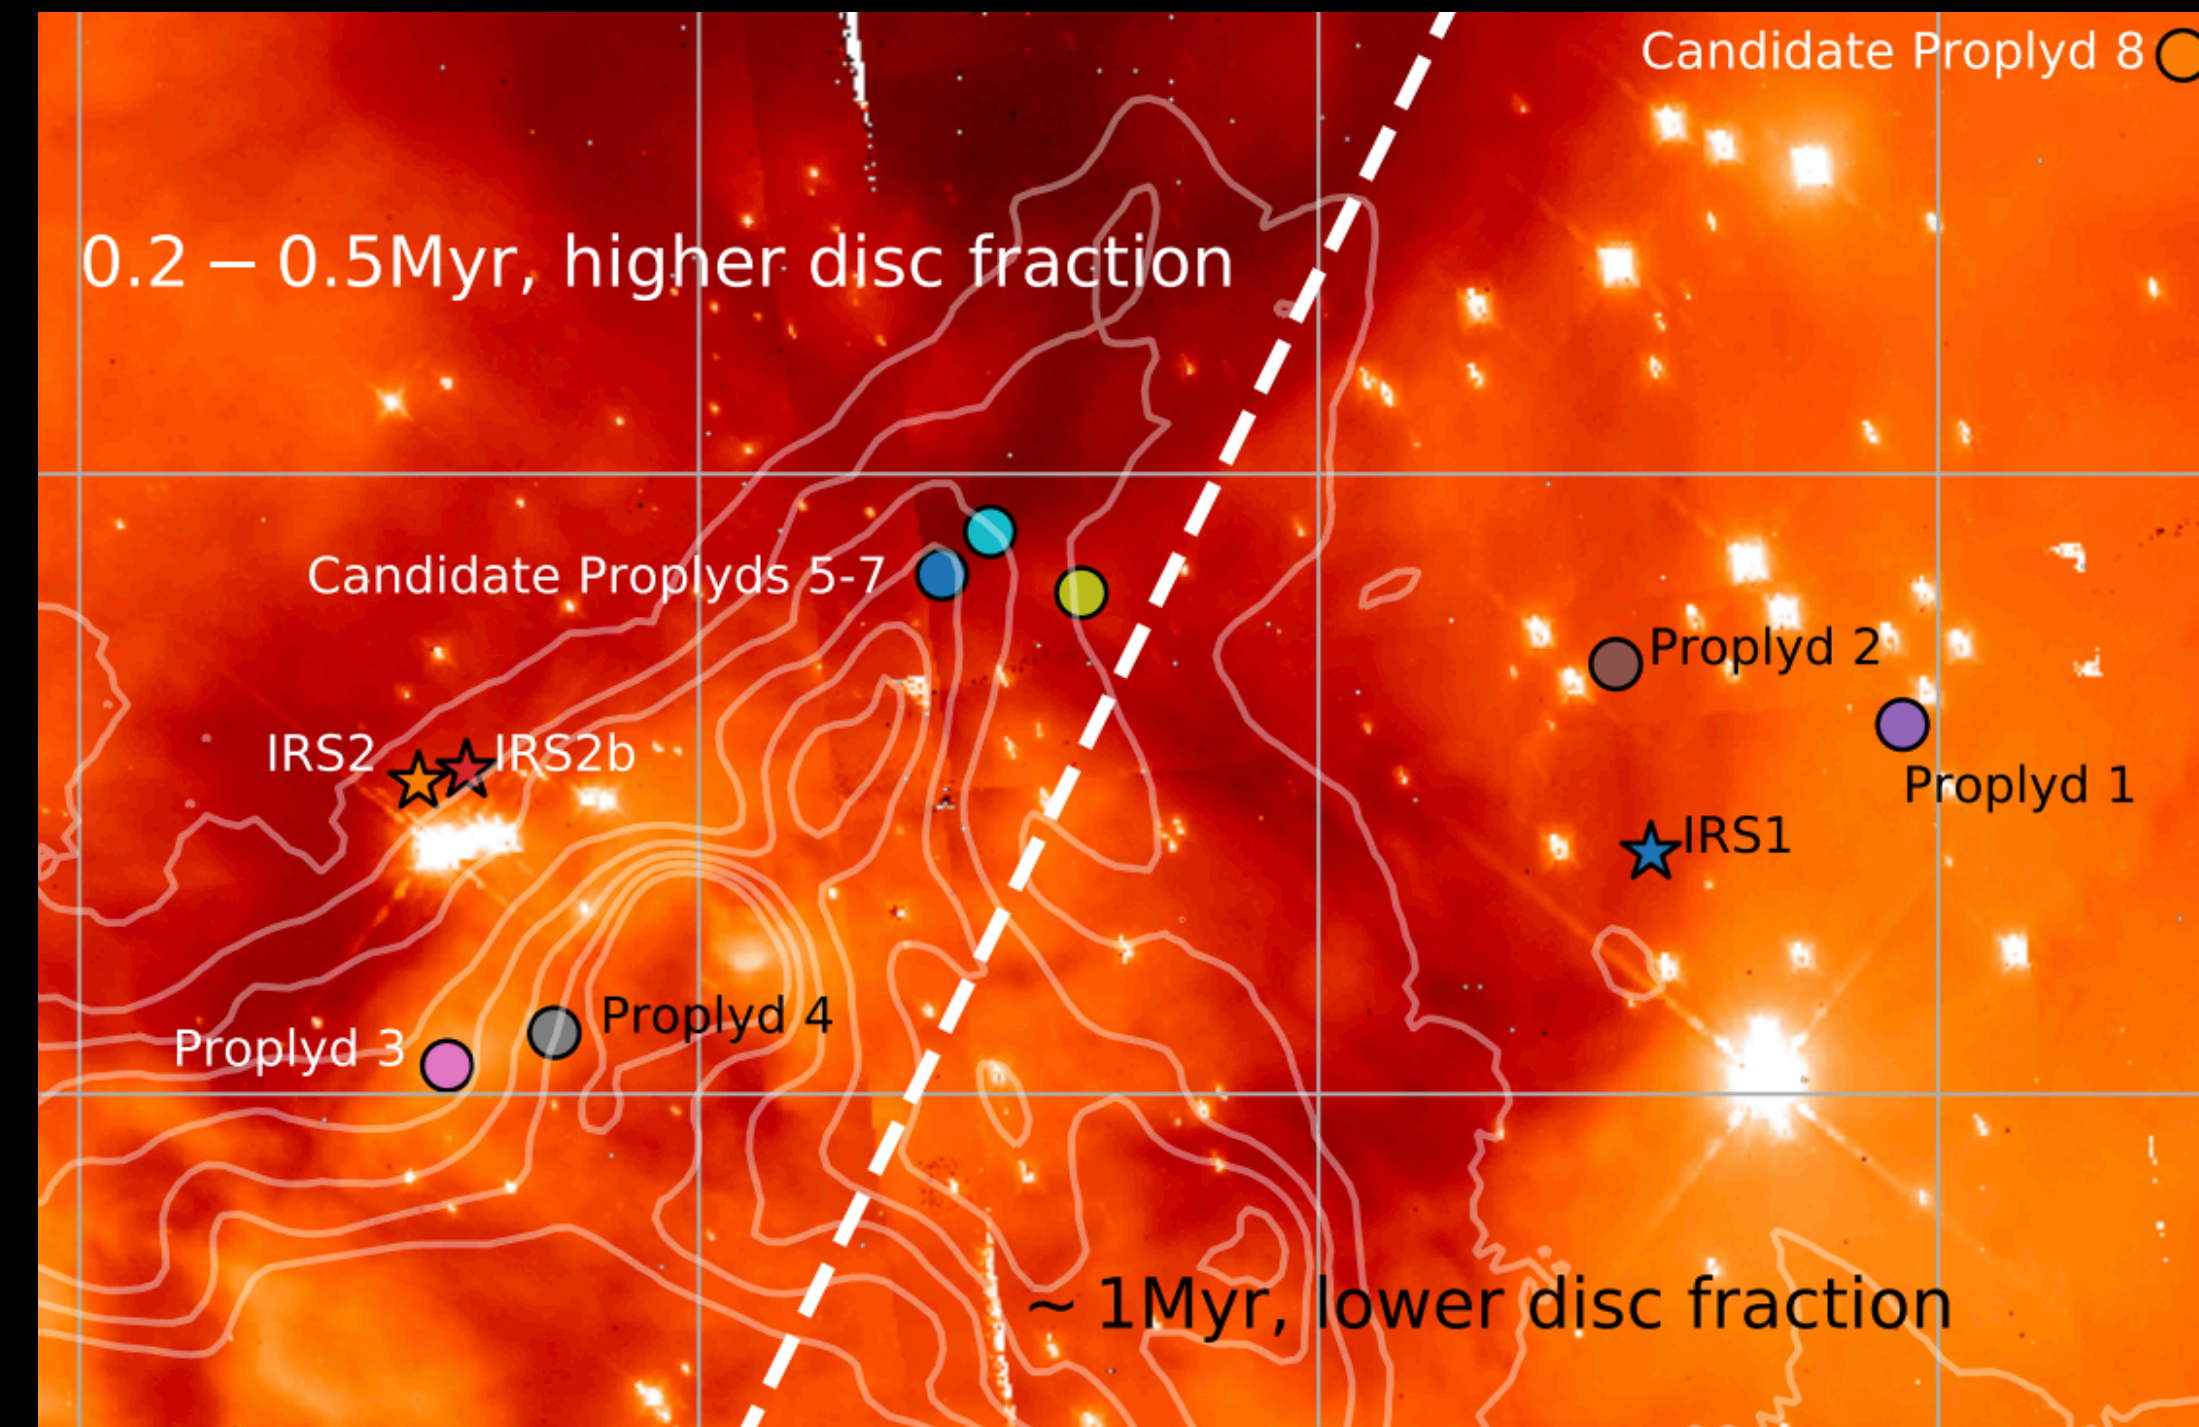 Candidate Proplyd 8
0.2 – 0.5Myr, higher disc fraction
Candidate Proplyds 5-7
Proplyd 2
IRS2
IRS2b
Proplyd 1
IRS1
Proplyd 4
Proplyd 3
~ 1Myr, lower disc fraction